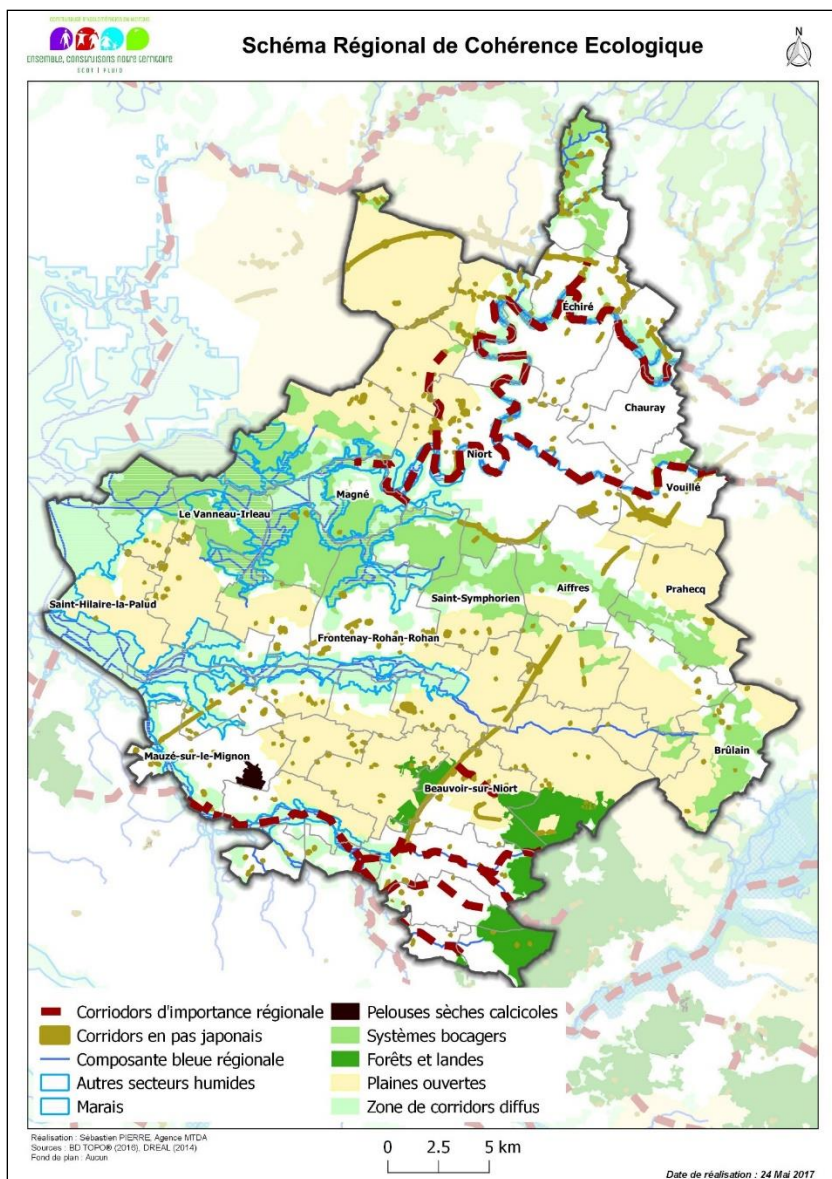 COMMUNAUTÉ D'AGGLOMÉRATION DU NIORTAIS
Ensemble, construisons notre territoire
SCOT | PLUID
Schéma Régional de Cohérence Ecologique
N
Échiré
Chauray
Niort
Vouillé
Magné
Le Vanneau-Irleau
Aiffres
Prahecq
Saint-Symphorien
Saint-Hilaire-la-Palud
Frontenay-Rohan-Rohan
Brûlain
Mauzé-sur-le-Mignon
Beauvoir-sur-Niort
Corriodors d'importance régionale
Corridors en pas japonais
Composante bleue régionale
Autres secteurs humides
Marais
Pelouses sèches calcicoles
Systèmes bocagers
Forêts et landes
Plaines ouvertes
Zone de corridors diffus
Réalisation : Sébastien PIERRE, Agence MTDA
Sources : BD TOPO® (2016), DREAL (2014)
Fond de plan : Aucun
0 2.5 5 km
Date de réalisation : 24 Mai 2017